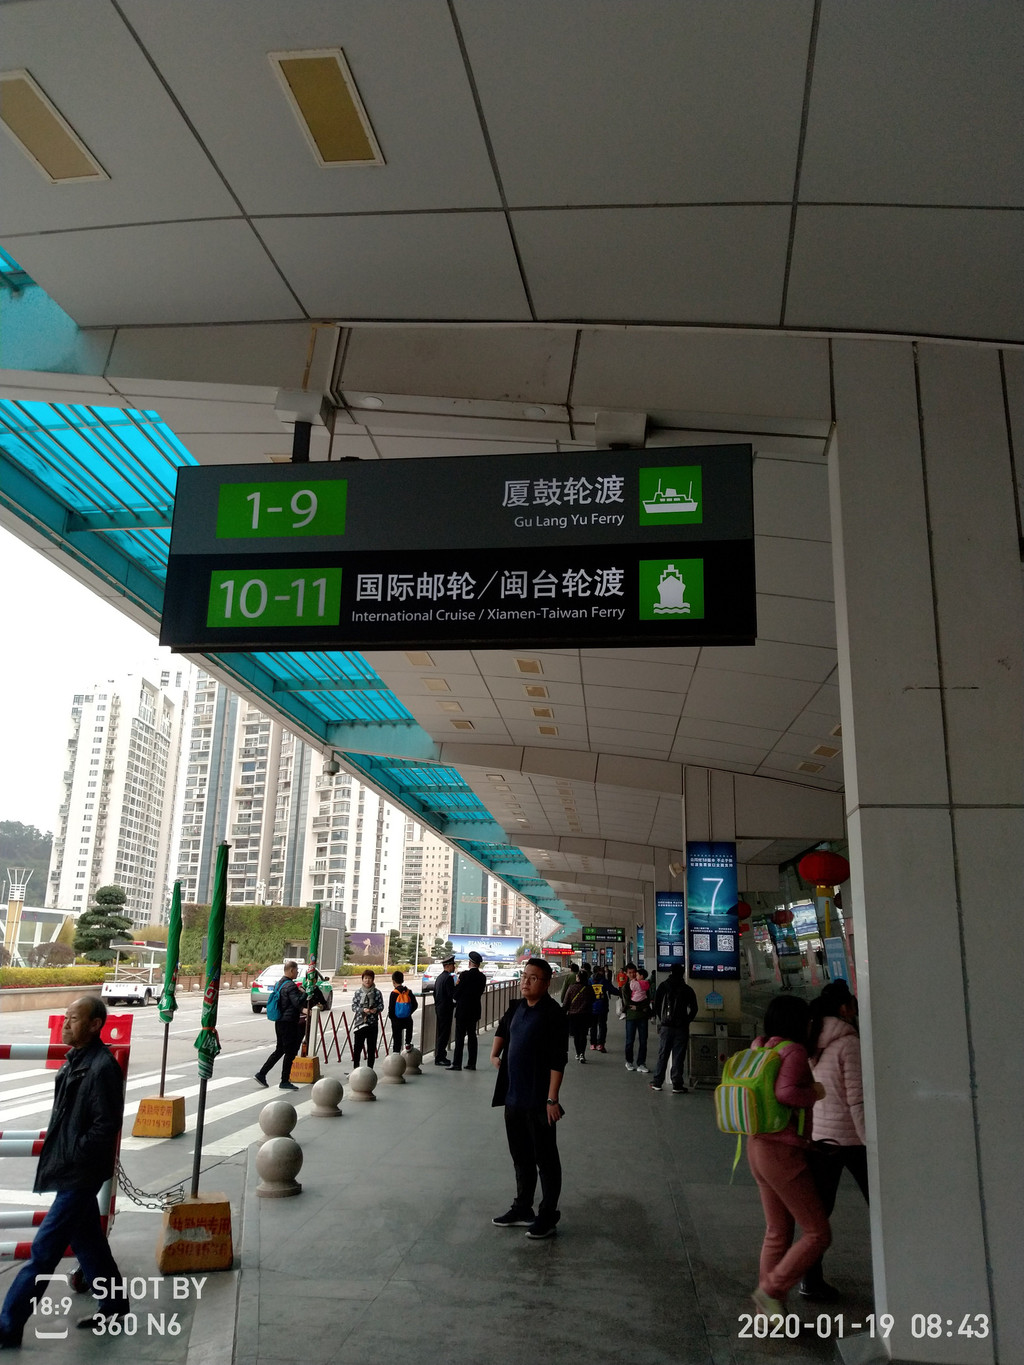 1-9
厦鼓轮渡
Gu Lang Yu Ferry
10-11
国际邮轮/闽台轮渡
International Cruise / Xiamen-Taiwan Ferry
7
7
SHOT BY
18:9
360 N6
2020-01-19 08:43